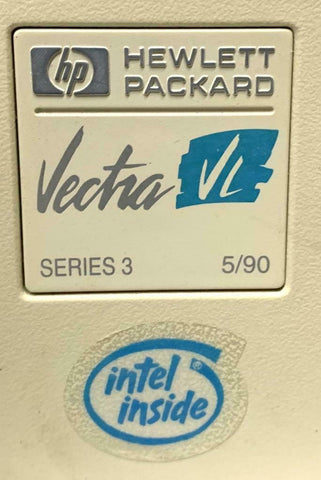 hp HEWLETT
PACKARD
Vectra VL
SERIES 3 5/90
intel®
inside